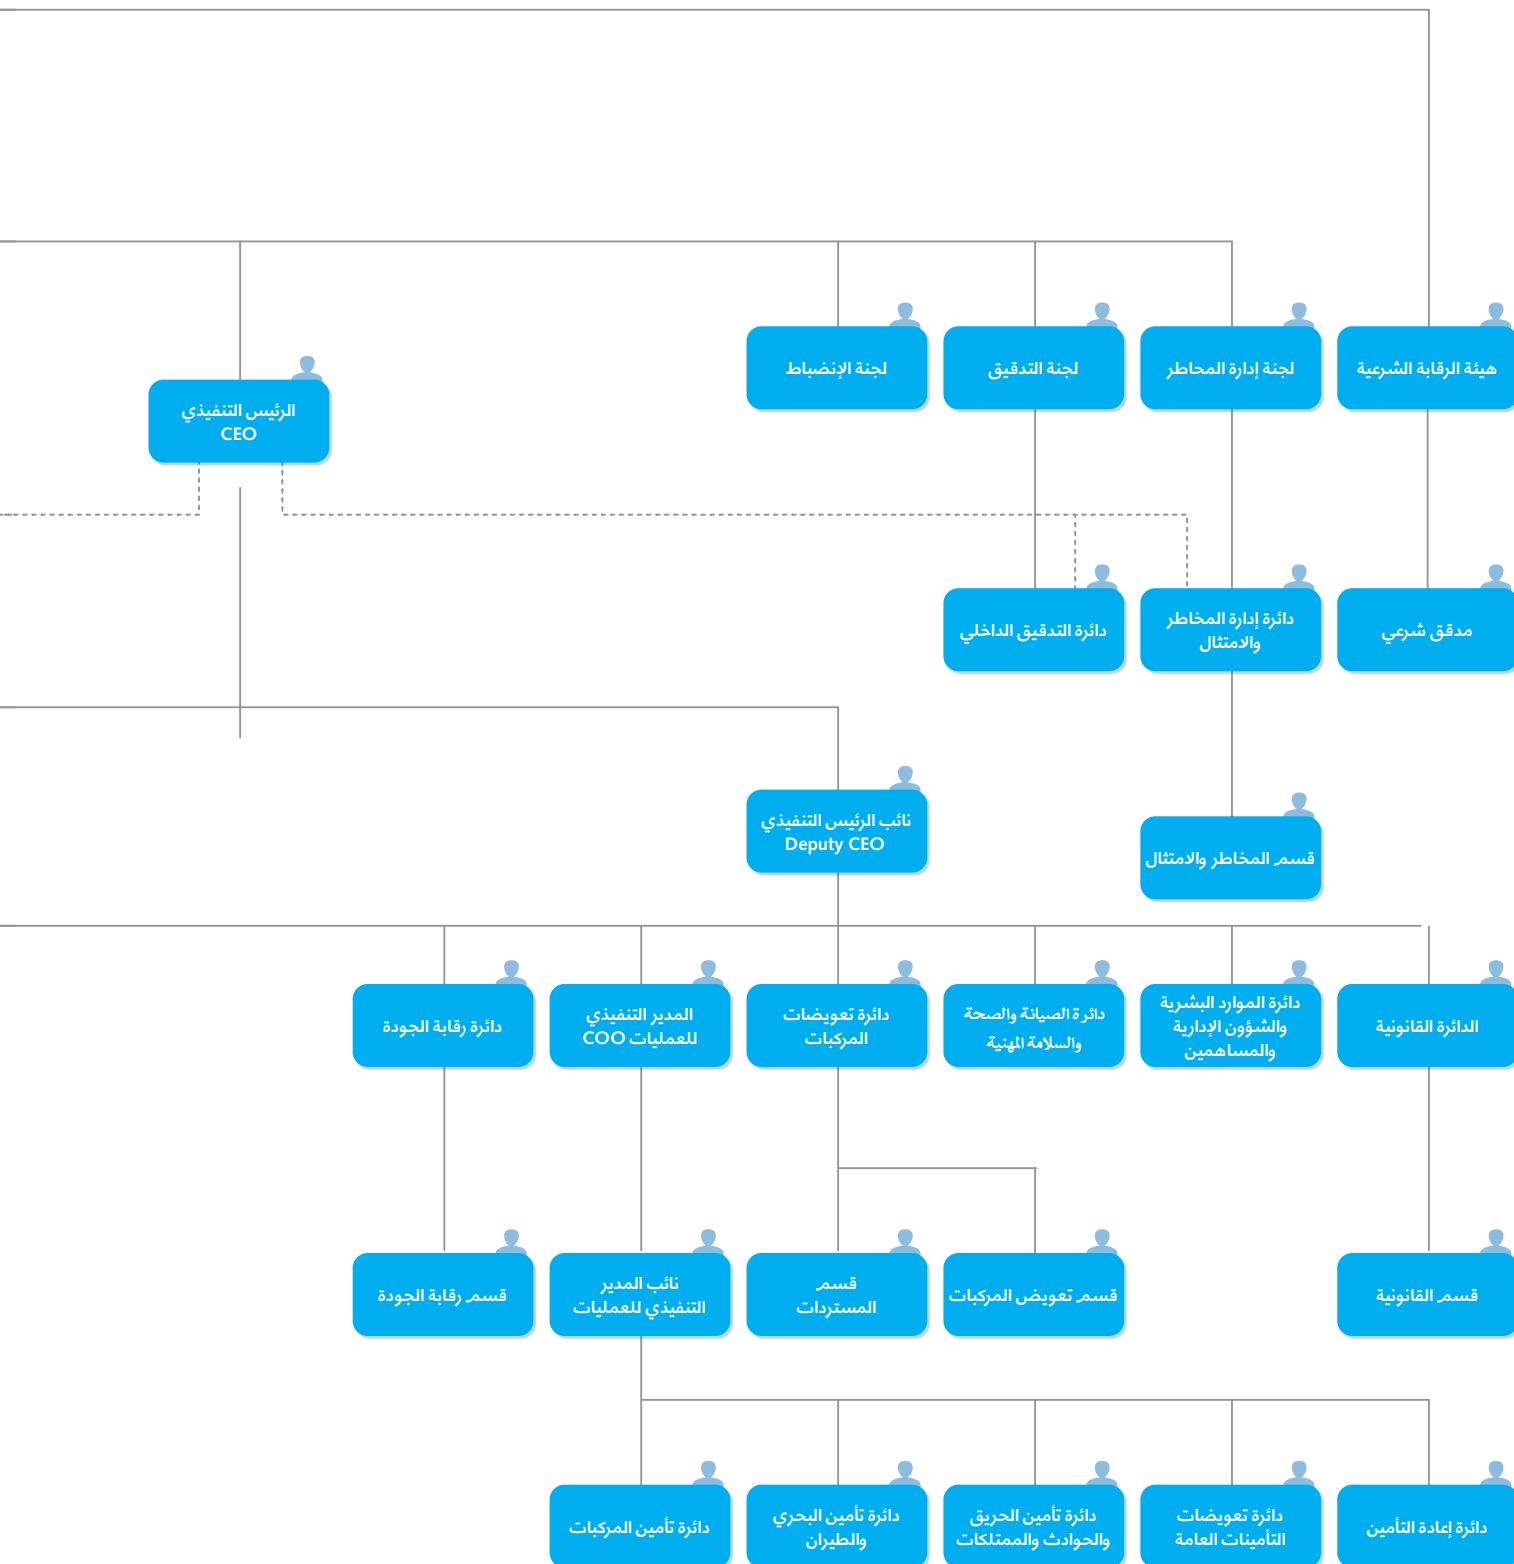 هيئة الرقابة الشرعية
لجنة إدارة المحاطر
لجنة التدقيق
لجنة الإنضباط
الرئيس التنفيذي
CEO
مدقق شرعي
دائرة إدارة المخاطر
والامتثال
دائرة التدقيق الداخلي
نائب الرئيس التنفيذي
Deputy CEO
قسم المخاطر والامتثال
الدائرة القانونية
دائرة الموارد البشرية
والشؤون الإدارية
والمساهمين
دائرة الصيانة والصحة
والسلامة المهنية
دائرة تعويضات
المركبات
المدير التنفيذي
للعمليات COO
دائرة رقابة الجودة
قسم القانونية
قسم تعويض المركبات
قسم
المستردات
نائب المدير
التنفيذي للعمليات
قسم رقابة الجودة
دائرة إعادة التأمين
دائرة تعويضات
التأمينات العامة
دائرة تأمين الحريق
والحوادث والممتلكات
دائرة تأمين البحري
والطيران
دائرة تأمين المركبات